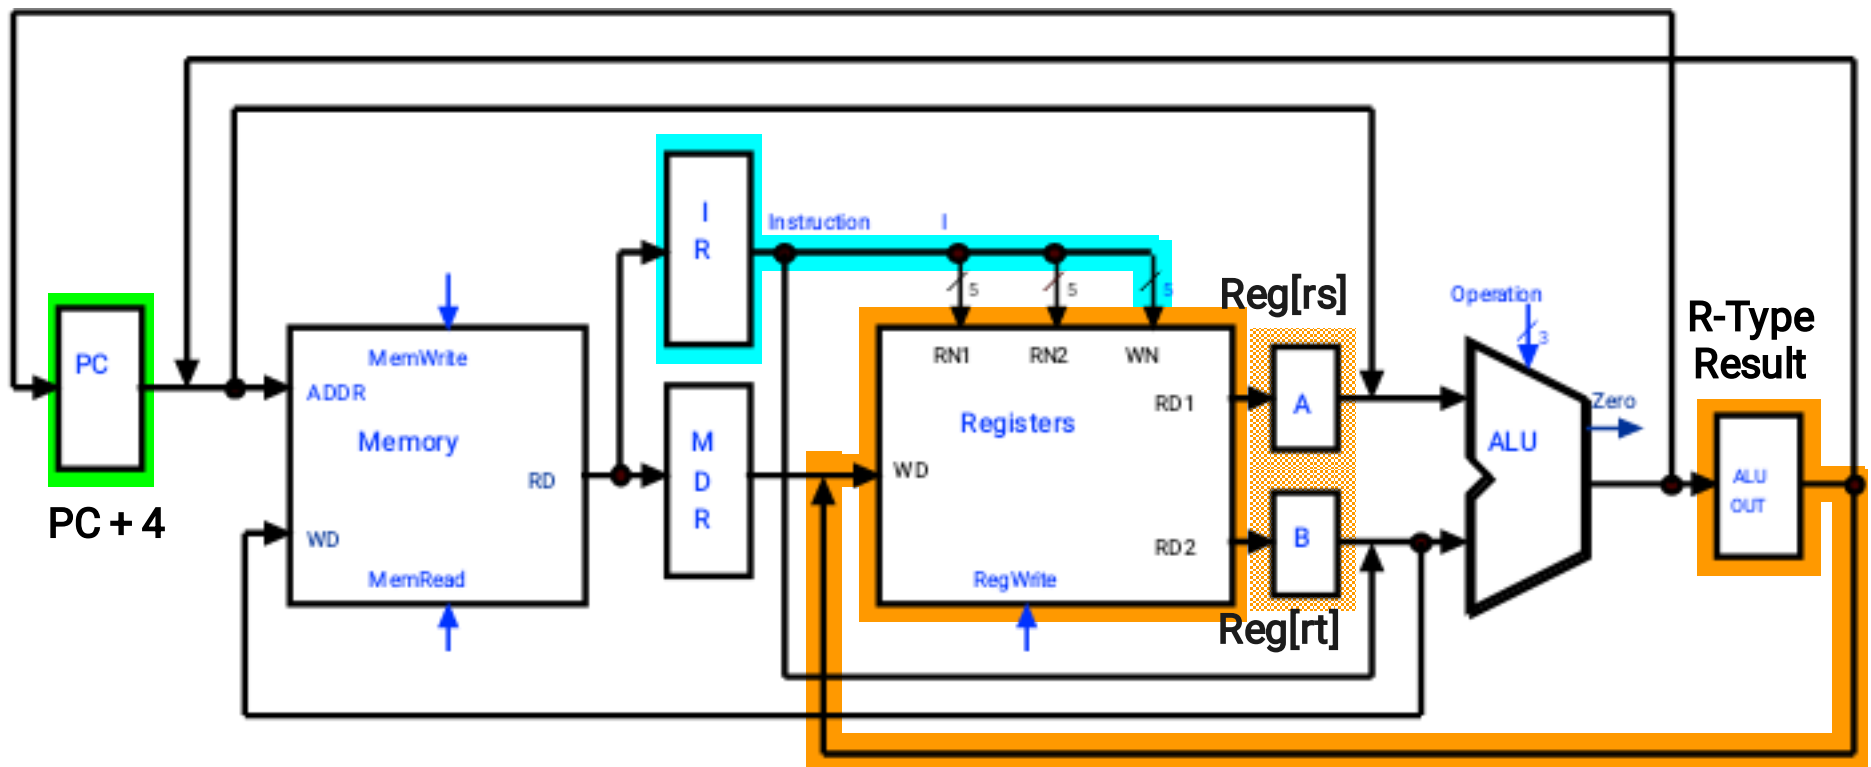 I
R
Instruction I
5
5
5
Reg[rs]
Operation
3
R-Type
Result
PC
PC + 4
MemWrite
ADDR
Memory
RD
WD
MemRead
M
D
R
RN1 RN2 WN
RD1
Registers
WD
RD2
RegWrite
A
B
Reg[rt]
ALU
Zero
ALU
OUT